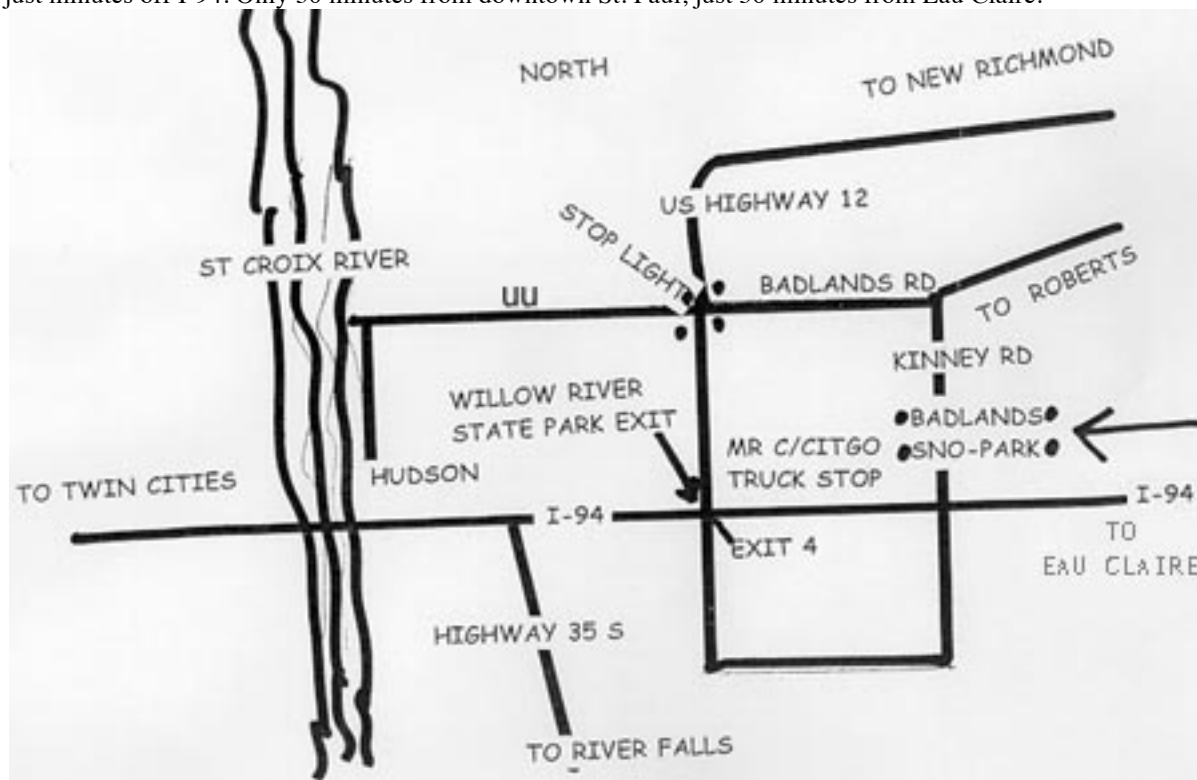 just minutes off I-94. Only 30 minutes from downtown St. Paul, just 50 minutes from Eau Claire.
NORTH
TO NEW RICHMOND
US HIGHWAY 12
STOP LIGHT
ST CROIX RIVER
UU
BADLANDS RD
TO ROBERTS
KINNEY RD
WILLOW RIVER
STATE PARK EXIT
BADLANDS
SNO-PARK
MR C/CITGO
TRUCK STOP
HUDSON
TO TWIN CITIES
I-94
I-94
EXIT 4
TO
EAU CLAIRE
HIGHWAY 35 S
TO RIVER FALLS